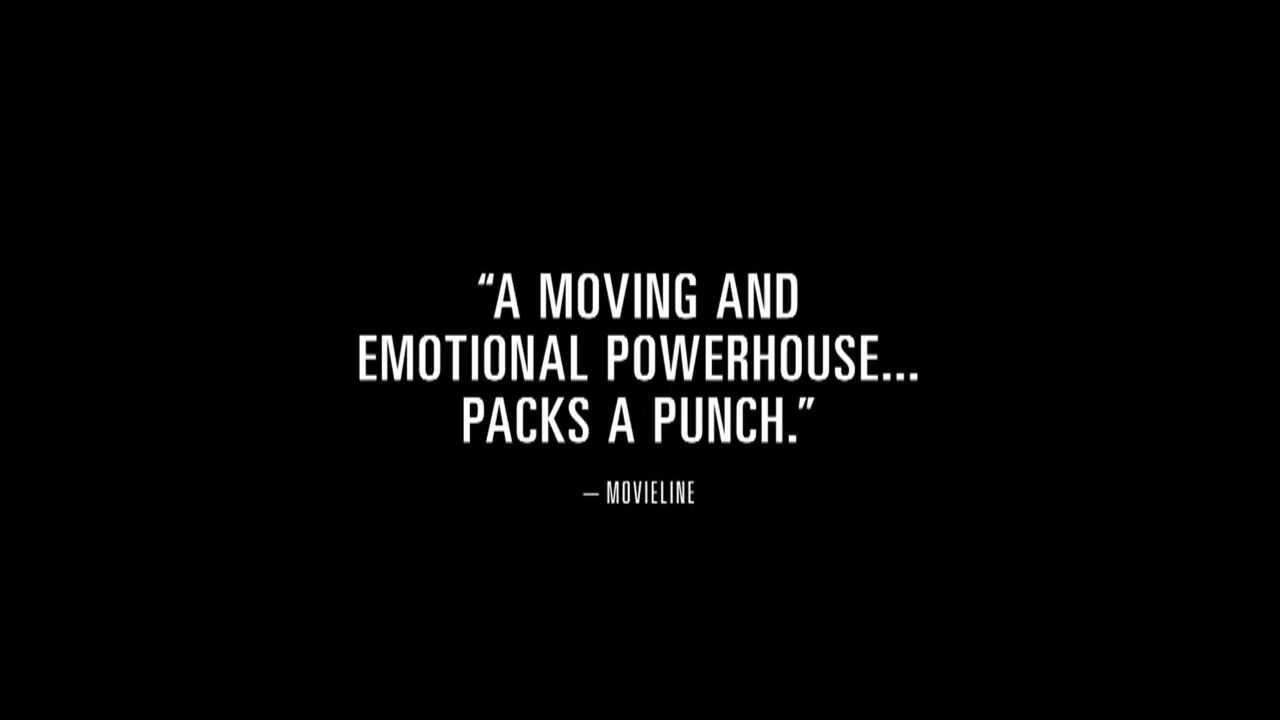 “A MOVING AND
EMOTIONAL POWERHOUSE...
PACKS A PUNCH.”
– MOVIELINE